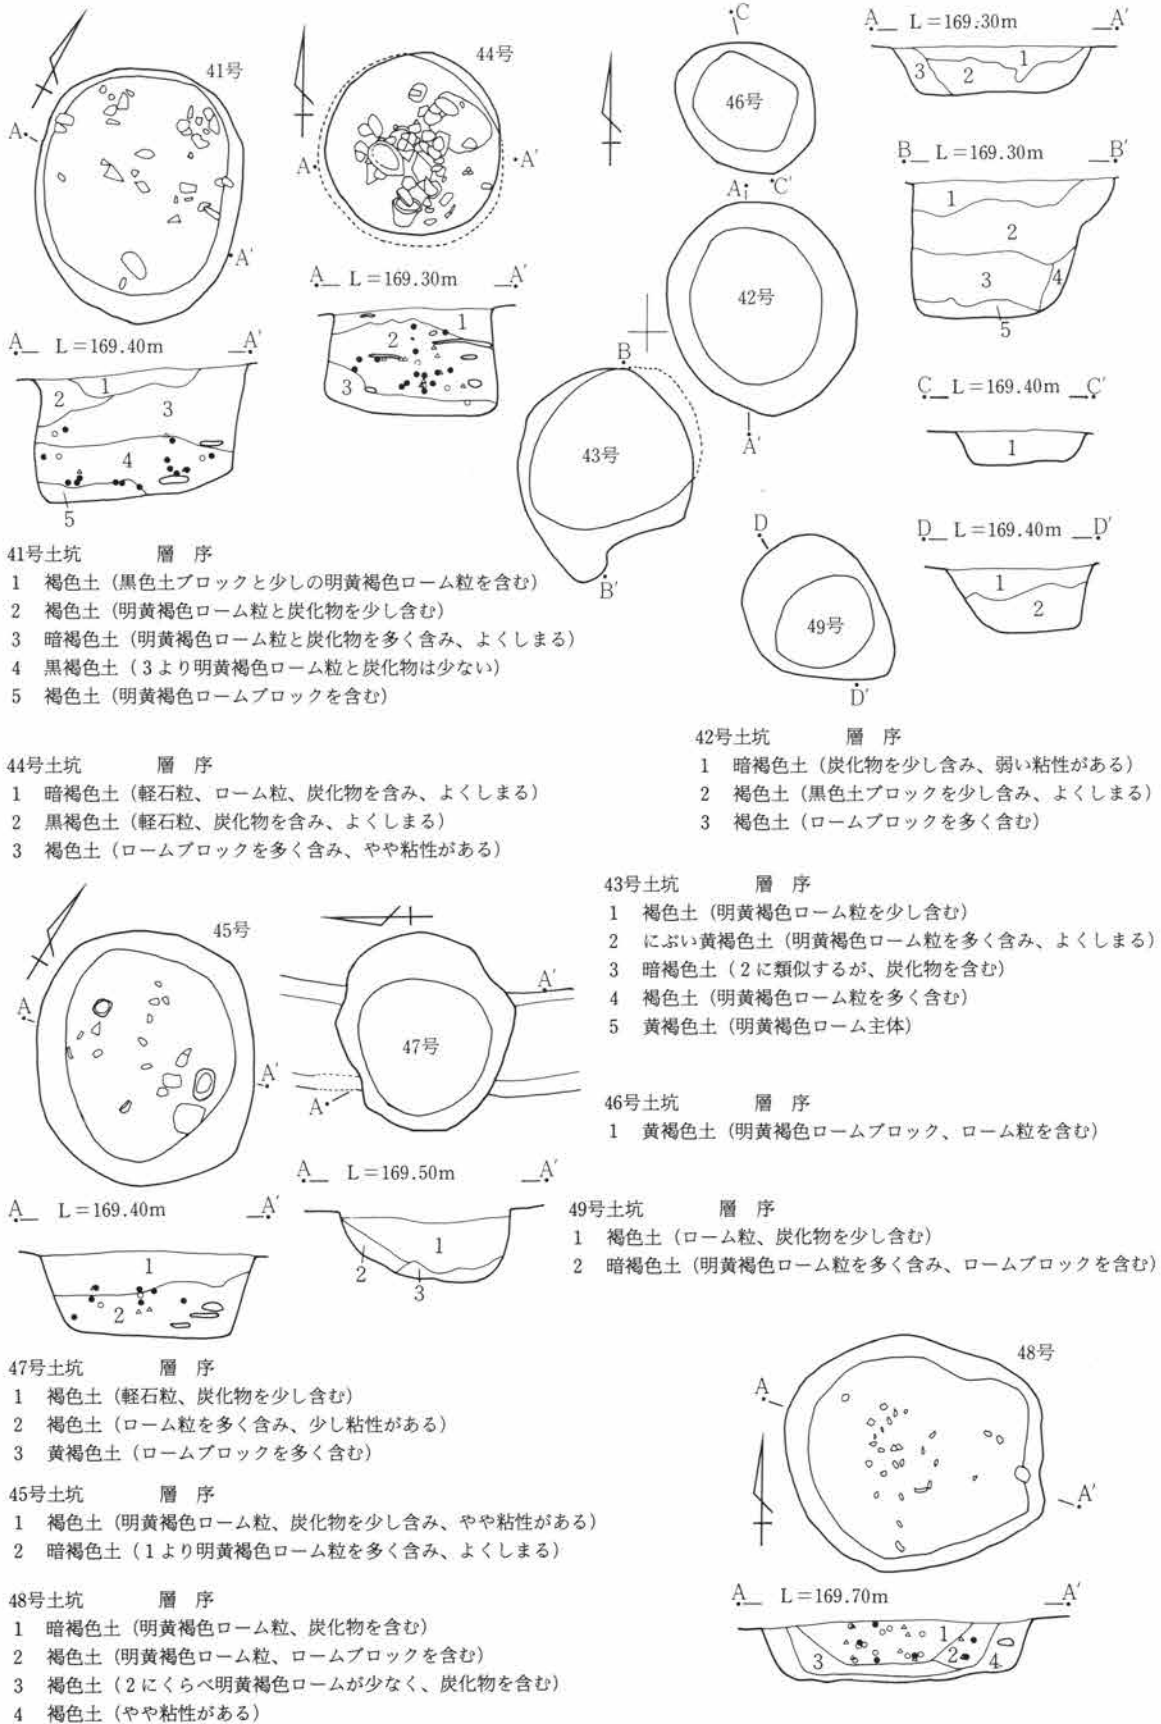 41号
A
A'
44号
A
A'
C
46号
C'
A
42号
A'
B
43号
B'
D
49号
D'
A L=169.30m A'
3 2 1
B L=169.30m B'
1
2
3
4
5
C L=169.40m C'
1
D L=169.40m D'
1
2
A L=169.30m A'
1
2
3
A L=169.40m A'
1
2
3
4
5
41号土坑 層 序
1 褐色土（黒色土ブロックと少しの明黄褐色ローム粒を含む）
2 褐色土（明黄褐色ローム粒と炭化物を少し含む）
3 暗褐色土（明黄褐色ローム粒と炭化物を多く含み、よくしまる）
4 黒褐色土（3より明黄褐色ローム粒と炭化物は少ない）
5 褐色土（明黄褐色ロームブロックを含む）
44号土坑 層 序
1 暗褐色土（軽石粒、ローム粒、炭化物を含み、よくしまる）
2 黒褐色土（軽石粒、炭化物を含み、よくしまる）
3 褐色土（ロームブロックを多く含み、やや粘性がある）
42号土坑 層 序
1 暗褐色土（炭化物を少し含み、弱い粘性がある）
2 褐色土（黒色土ブロックを少し含み、よくしまる）
3 褐色土（ロームブロックを多く含む）
43号土坑 層 序
1 褐色土（明黄褐色ローム粒を少し含む）
2 にぶい黄褐色土（明黄褐色ローム粒を多く含み、よくしまる）
3 暗褐色土（2に類似するが、炭化物を含む）
4 褐色土（明黄褐色ローム粒を多く含む）
5 黄褐色土（明黄褐色ローム主体）
46号土坑 層 序
1 黄褐色土（明黄褐色ロームブロック、ローム粒を含む）
49号土坑 層 序
1 褐色土（ローム粒、炭化物を少し含む）
2 暗褐色土（明黄褐色ローム粒を多く含み、ロームブロックを含む）
45号
A
A'
47号
A'
A
A L=169.40m A'
1
2
A L=169.50m A'
1
2
3
47号土坑 層 序
1 褐色土（軽石粒、炭化物を少し含む）
2 褐色土（ローム粒を多く含み、少し粘性がある）
3 黄褐色土（ロームブロックを多く含む）
45号土坑 層 序
1 褐色土（明黄褐色ローム粒、炭化物を少し含み、やや粘性がある）
2 暗褐色土（1より明黄褐色ローム粒を多く含み、よくしまる）
48号土坑 層 序
1 暗褐色土（明黄褐色ローム粒、炭化物を含む）
2 褐色土（明黄褐色ローム粒、ロームブロックを含む）
3 褐色土（2にくらべ明黄褐色ロームが少なく、炭化物を含む）
4 褐色土（やや粘性がある）
48号
A
A'
A L=169.70m A'
3 1 2 4